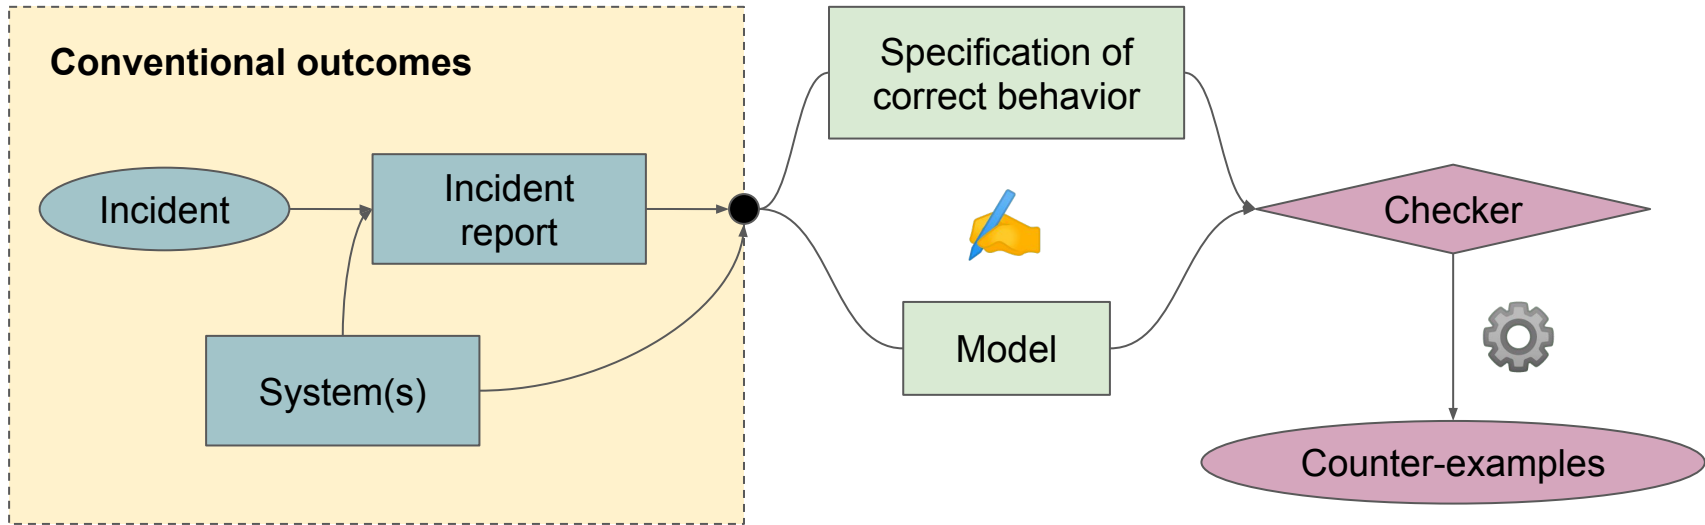 Conventional outcomes
Incident
Incident
report
System(s)
Specification of
correct behavior
Model
Checker
Counter-examples